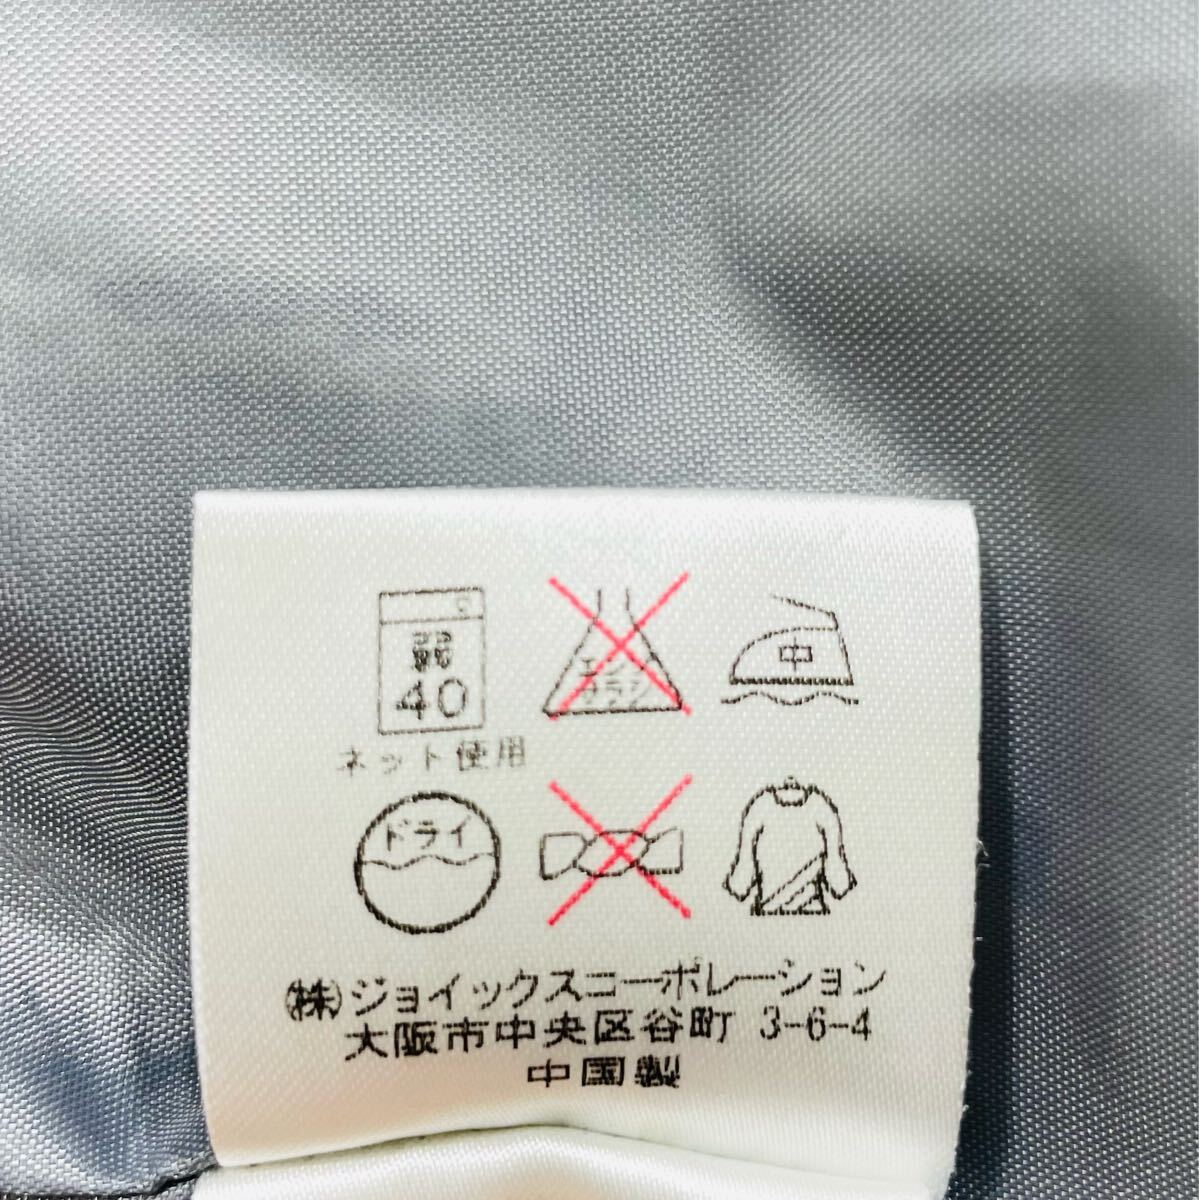 弱
40
エンソ
サラシ
中
ネット使用
ドライ
㈱ジョイックスコーポレーション
大阪市中央区谷町 3-6-4
中国製